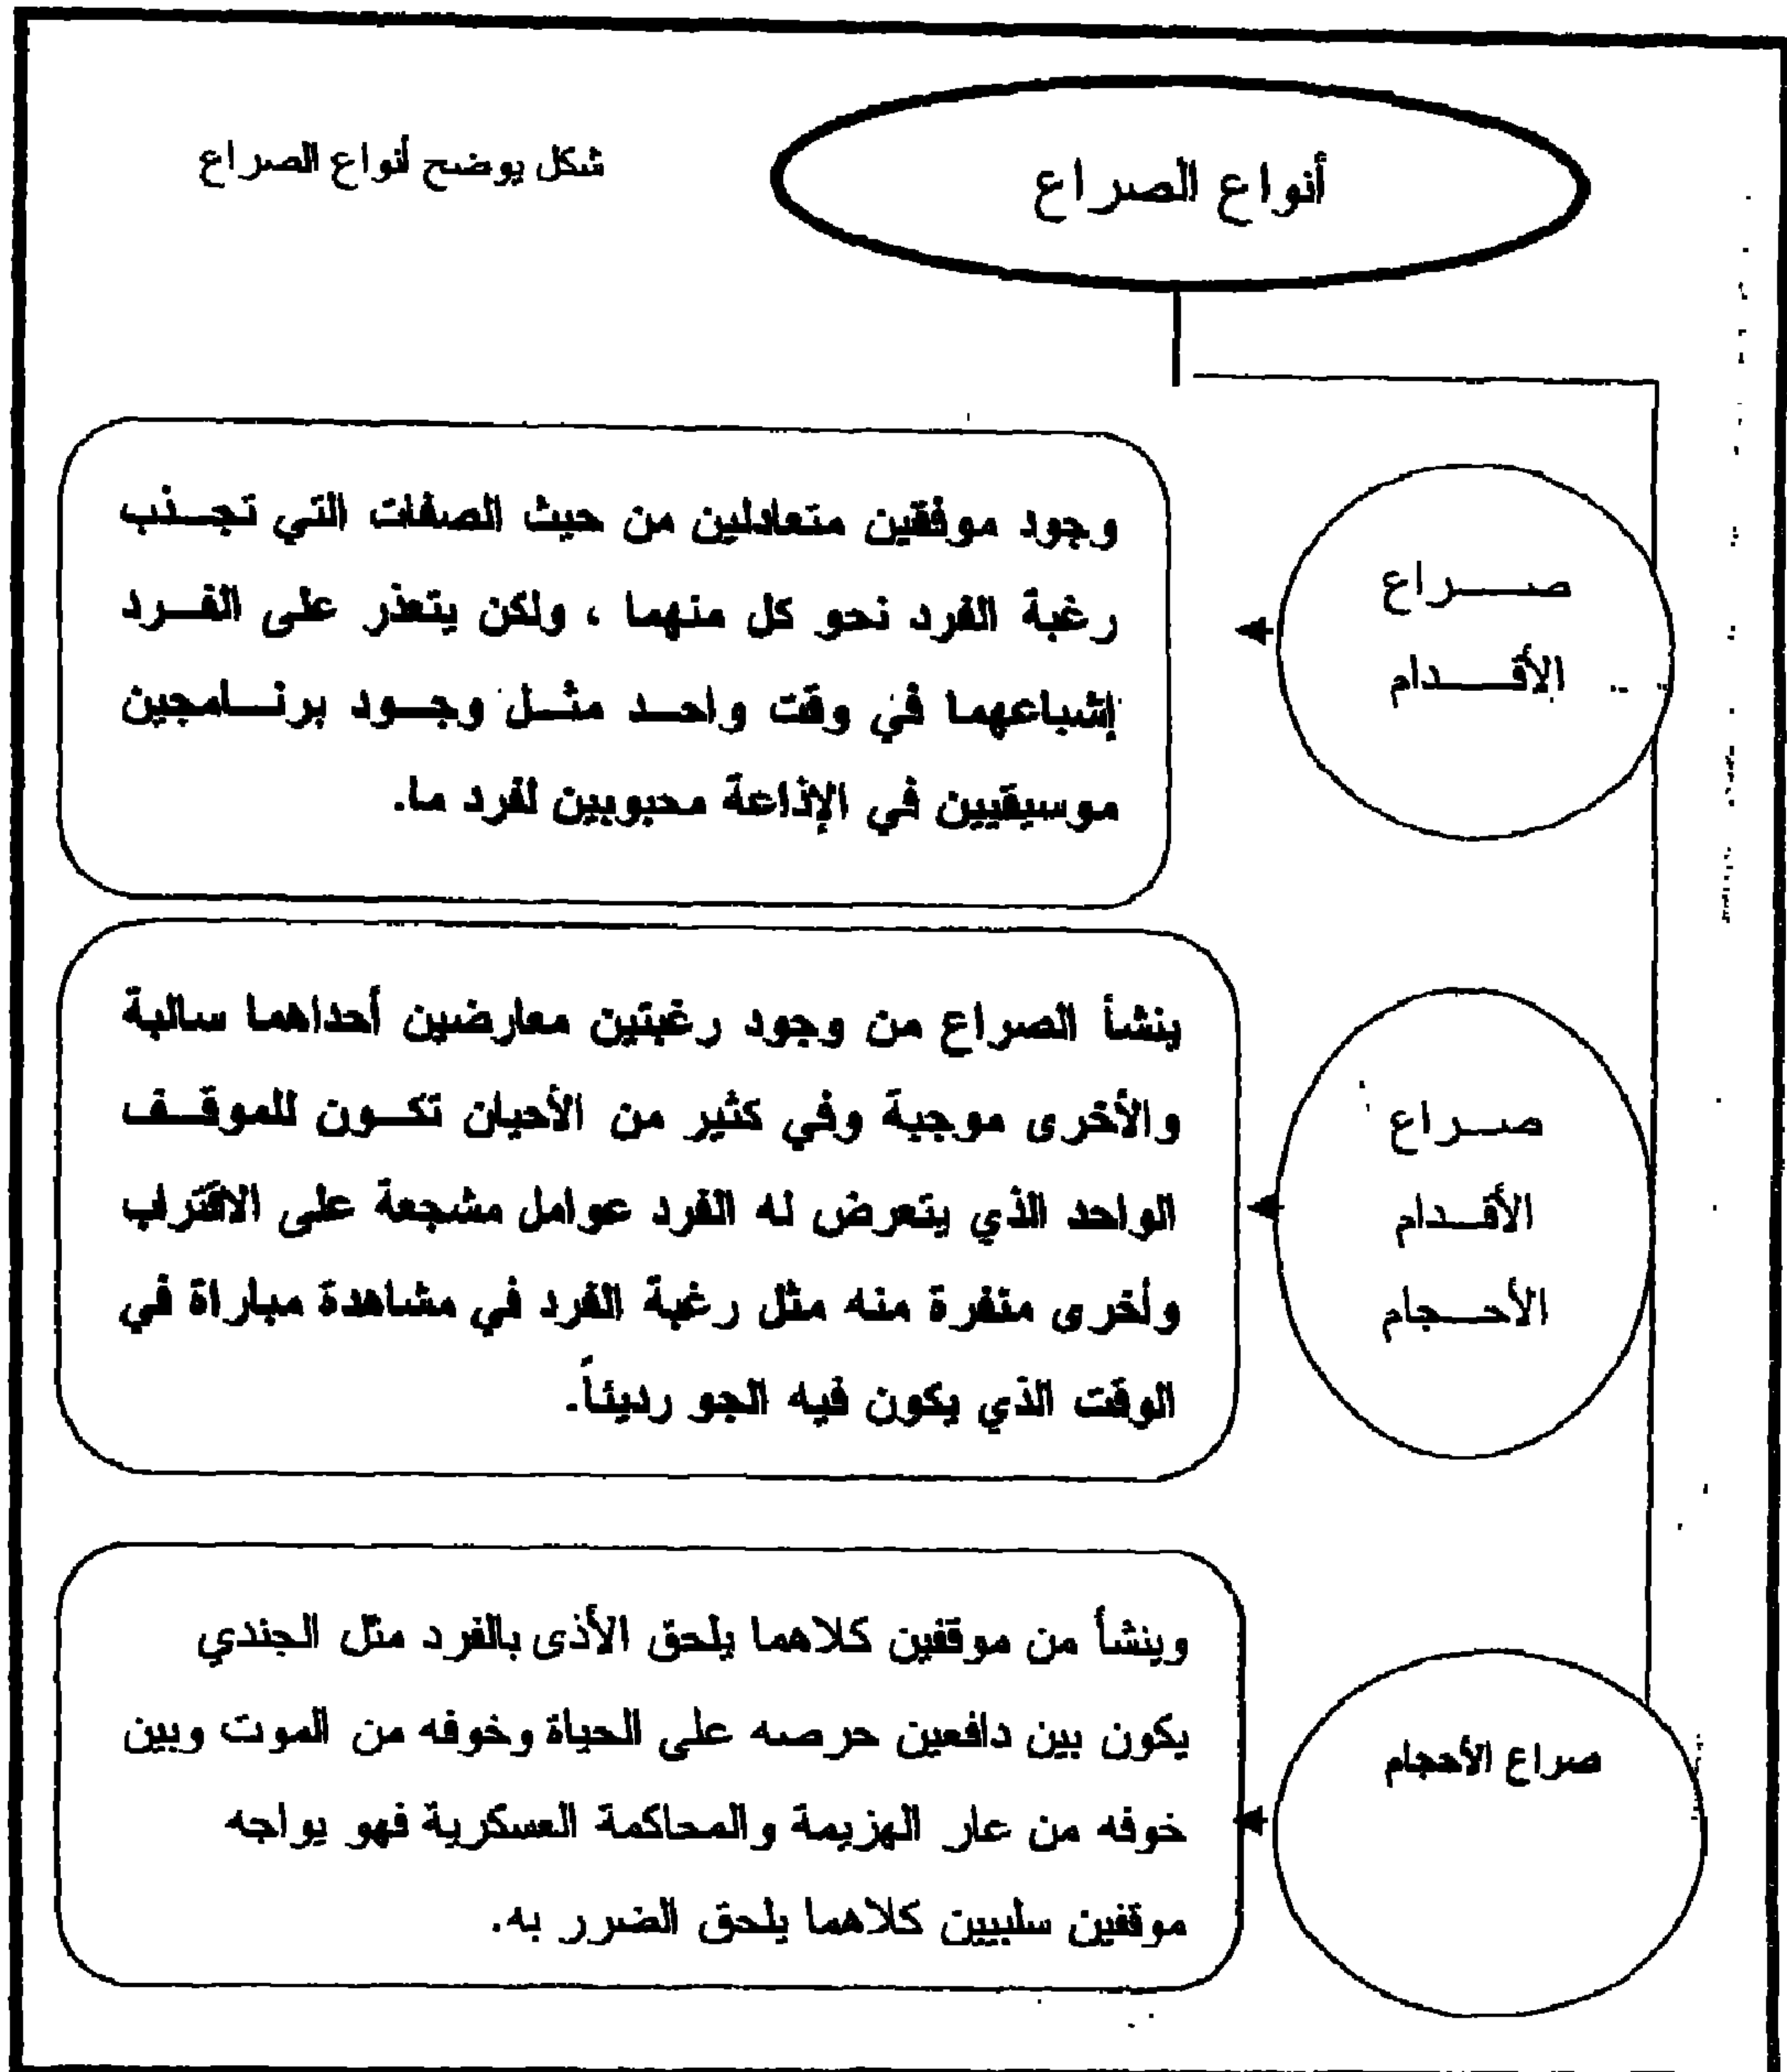 أنواع الصراع
شكل يوضح أنواع الصراع
صراع
الأقدام
وجود موفقين متعادلين من حيث الصفات التي تجنب
رغبة الفرد نحو كل منهما ، ولكن يتعذر على الفرد
إشباعهما في وقت واحد مثل وجود برنامجين
موسيقيين في الإذاعة محبوبين لفرد ما.
صراع
الأقدام
الأحجام
ينشأ الصراع من وجود رغبتين معارضين أحداهما سالبة
والأخرى موجبة وفي كثير من الأحيان تكون للموقف
الواحد الذي يتعرض له الفرد عوامل مشجعة على الاقتراب
وأخرى منفرة منه مثل رغبة الفرد في مشاهدة مباراة في
الوقت الذي يكون فيه الجو رديئاً.
صراع الأحجام
وينشأ من موقفين كلاهما يلحق الأذى بالفرد مثل الجندي
يكون بين دافعين حرصه على الحياة وخوفه من الموت وبين
خوفه من عار الهزيمة والمحاكمة العسكرية فهو يواجه
موقفين سلبيين كلاهما يلحق الضرر به.